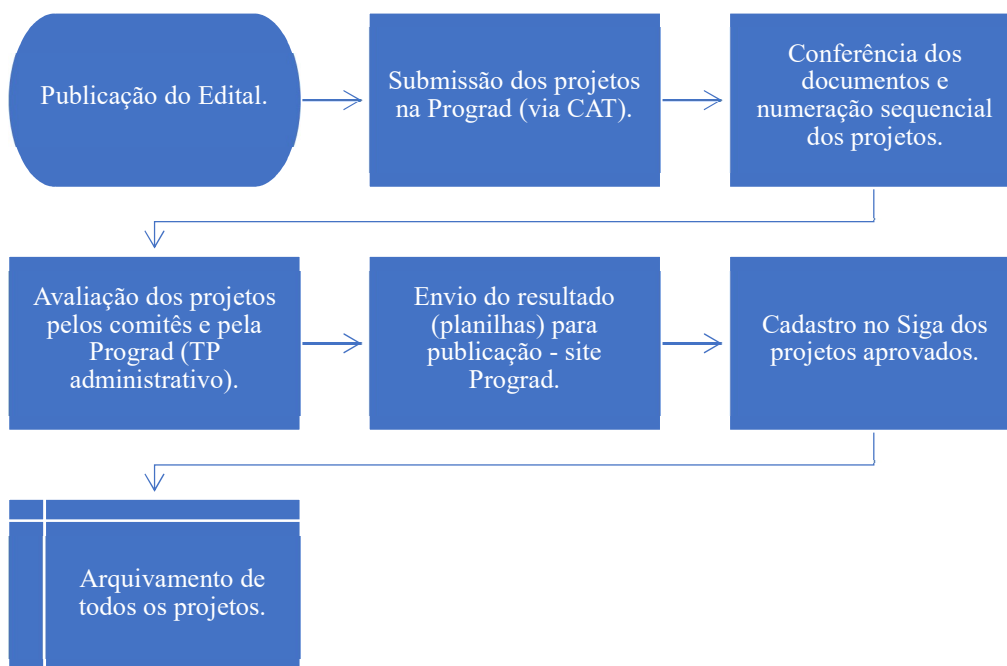 Publicação do Edital.
Submissão dos projetos
na Prograd (via CAT).
Conferência dos
documentos e
numeração sequencial
dos projetos.
Avaliação dos projetos
pelos comitês e pela
Prograd (TP
administrativo).
Envio do resultado
(planilhas) para
publicação - site
Prograd.
Cadastro no Siga dos
projetos aprovados.
Arquivamento de
todos os projetos.